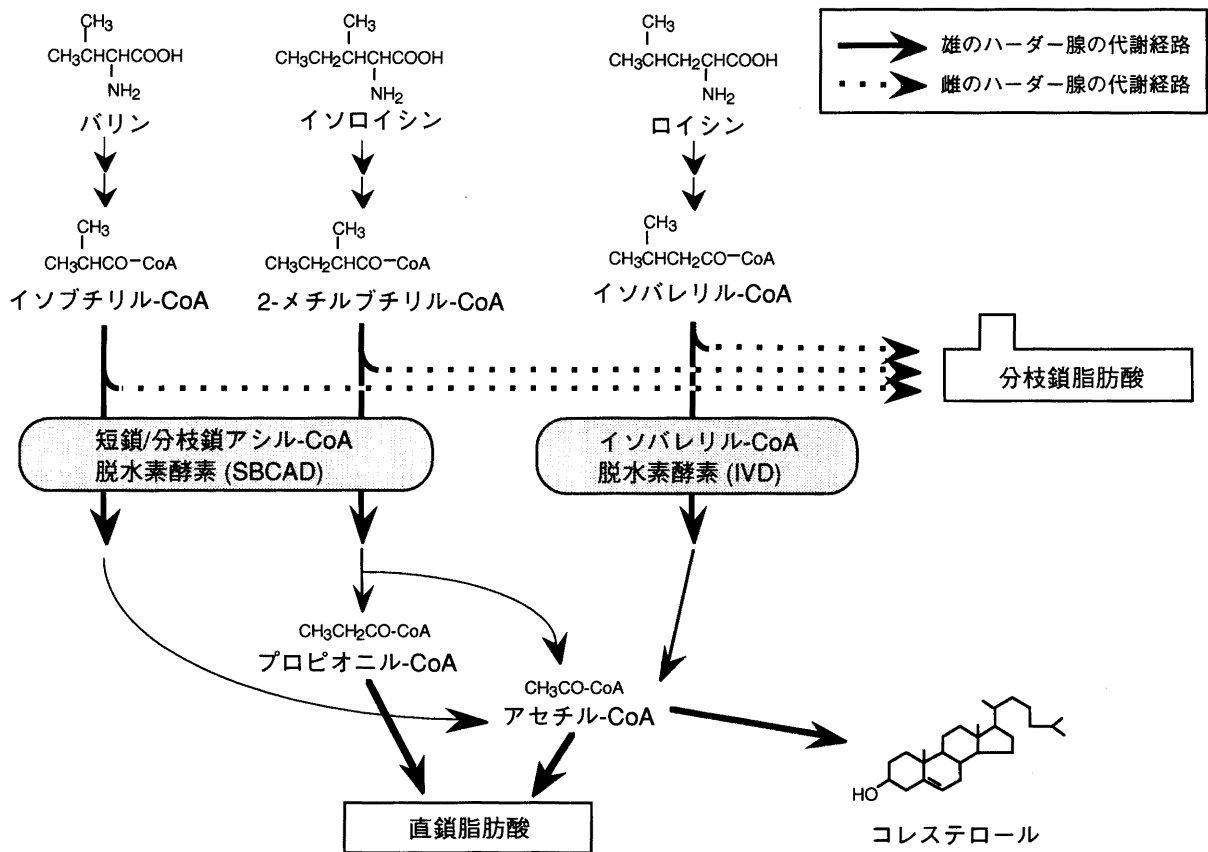 CH3
CH3CHCHCOOH
NH2
バリン
CH3
CH3CH2CHCHCOOH
NH2
イソロイシン
CH3
CH3CHCH2CHCOOH
NH2
ロイシン
雄のハーダー腺の代謝経路
雌のハーダー腺の代謝経路
CH3
CH3CHCO-CoA
イソブチリル-CoA
CH3
CH3CH2CHCO-CoA
2-メチルブチリル-CoA
CH3
CH3CHCH2CO-CoA
イソバレリル-CoA
分枝鎖脂肪酸
短鎖/分枝鎖アシル-CoA
脱水素酵素 (SBCAD)
イソバレリル-CoA
脱水素酵素 (IVD)
CH3CH2CO-CoA
プロピオニル-CoA
CH3CO-CoA
アセチル-CoA
直鎖脂肪酸
HO
コレステロール